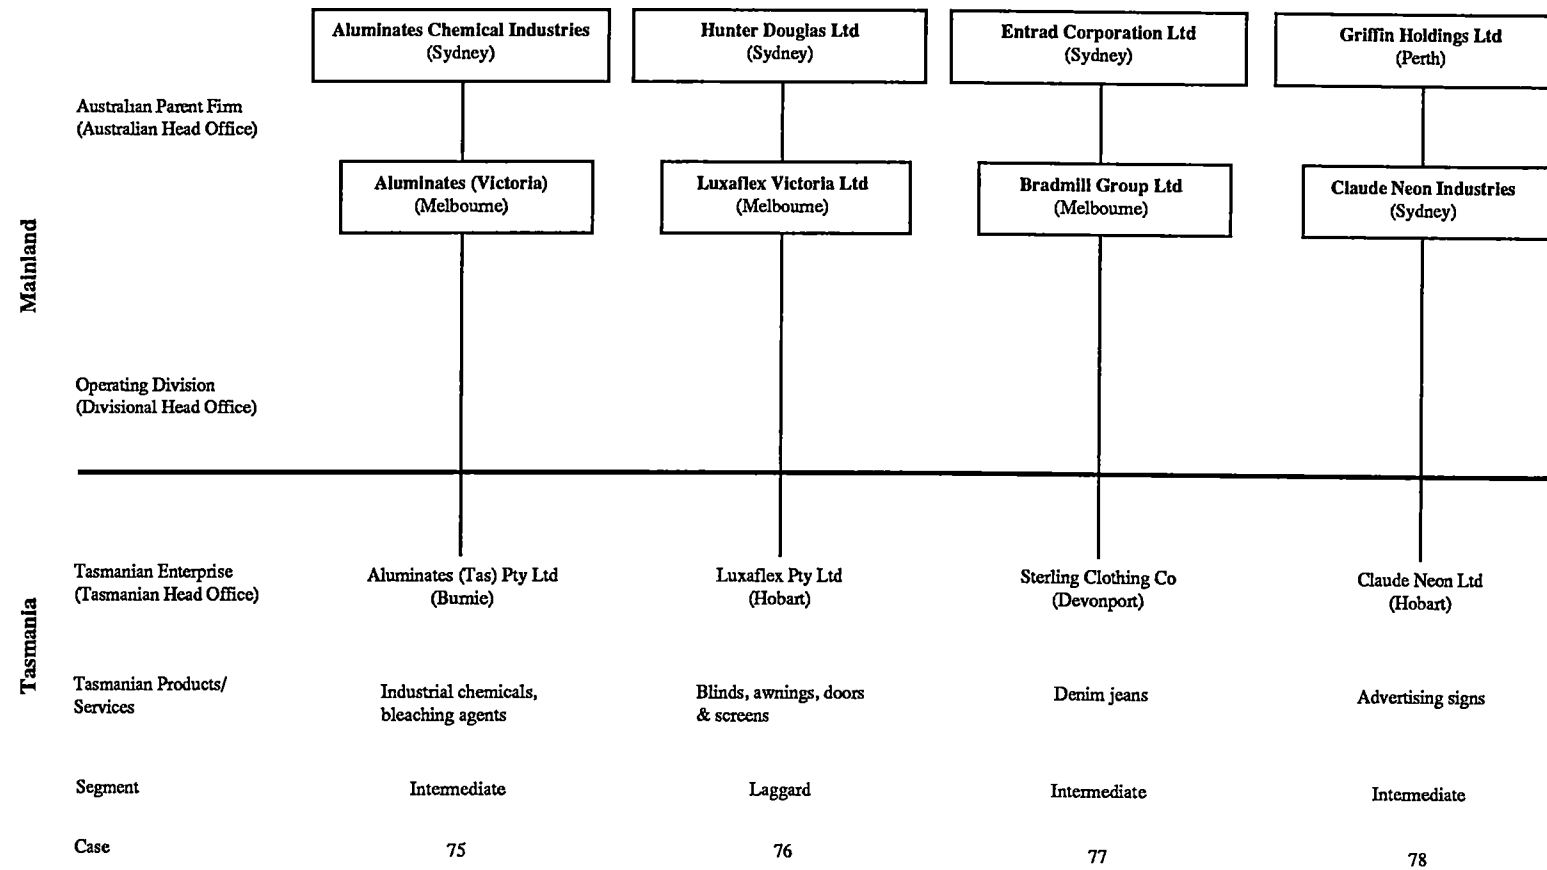 Aluminates Chemical Industries
(Sydney)
Hunter Douglas Ltd
(Sydney)
Entrad Corporation Ltd
(Sydney)
Griffin Holdings Ltd
(Perth)
Australian Parent Firm
(Australian Head Office)
Aluminates (Victoria)
(Melbourne)
Luxaflex Victoria Ltd
(Melbourne)
Bradmill Group Ltd
(Melbourne)
Claude Neon Industries
(Sydney)
Mainland
Operating Division
(Divisional Head Office)
Tasmanian Enterprise
(Tasmanian Head Office)
Aluminates (Tas) Pty Ltd
(Burnie)
Luxaflex Pty Ltd
(Hobart)
Sterling Clothing Co
(Devonport)
Claude Neon Ltd
(Hobart)
Tasmania
Tasmanian Products/
Services
Industrial chemicals,
bleaching agents
Blinds, awnings, doors
& screens
Denim jeans
Advertising signs
Segment
Intermediate
Laggard
Intermediate
Intermediate
Case
75
76
77
78